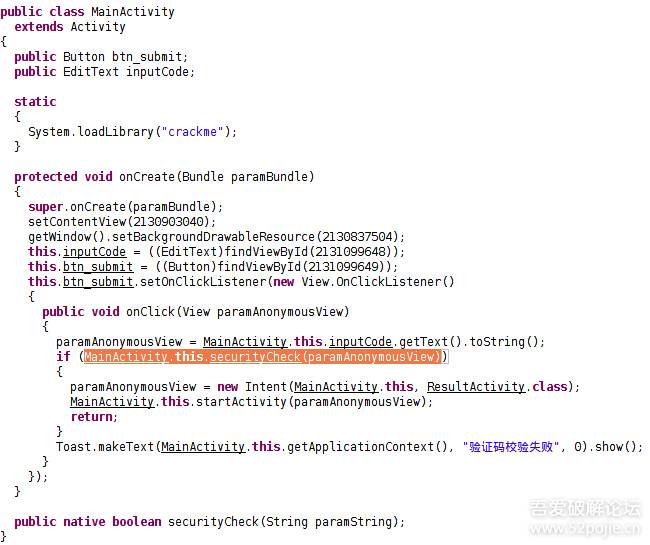 public class MainActivity
  extends Activity
{
  public Button btn_submit;
  public EditText inputCode;

  static
  {
    System.loadLibrary("crackme");
  }

  protected void onCreate(Bundle paramBundle)
  {
    super.onCreate(paramBundle);
    setContentView(2130903040);
    getWindow().setBackgroundDrawableResource(2130837504);
    this.inputCode = ((EditText)findViewById(2131099648));
    this.btn_submit = ((Button)findViewById(2131099649));
    this.btn_submit.setOnClickListener(new View.OnClickListener()
    {
      public void onClick(View paramAnonymousView)
      {
        paramAnonymousView = MainActivity.this.inputCode.getText().toString();
        if (MainActivity.this.securityCheck(paramAnonymousView))
        {
          paramAnonymousView = new Intent(MainActivity.this, ResultActivity.class);
          MainActivity.this.startActivity(paramAnonymousView);
          return;
        }
        Toast.makeText(MainActivity.this.getApplicationContext(), "验证码校验失败", 0).show();
      }
    });
  }

  public native boolean securityCheck(String paramString);
}
吾爱破解论坛
www.52pojie.cn